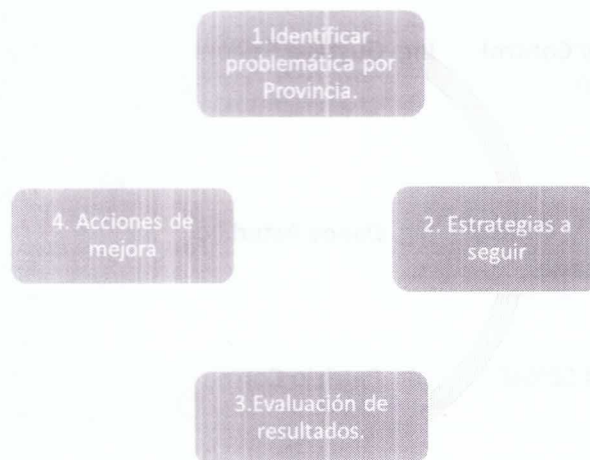 1.Identificar
problemática por
Provincia.
2. Estrategias a
seguir
3.Evaluación de
resultados.
4. Acciones de
mejora